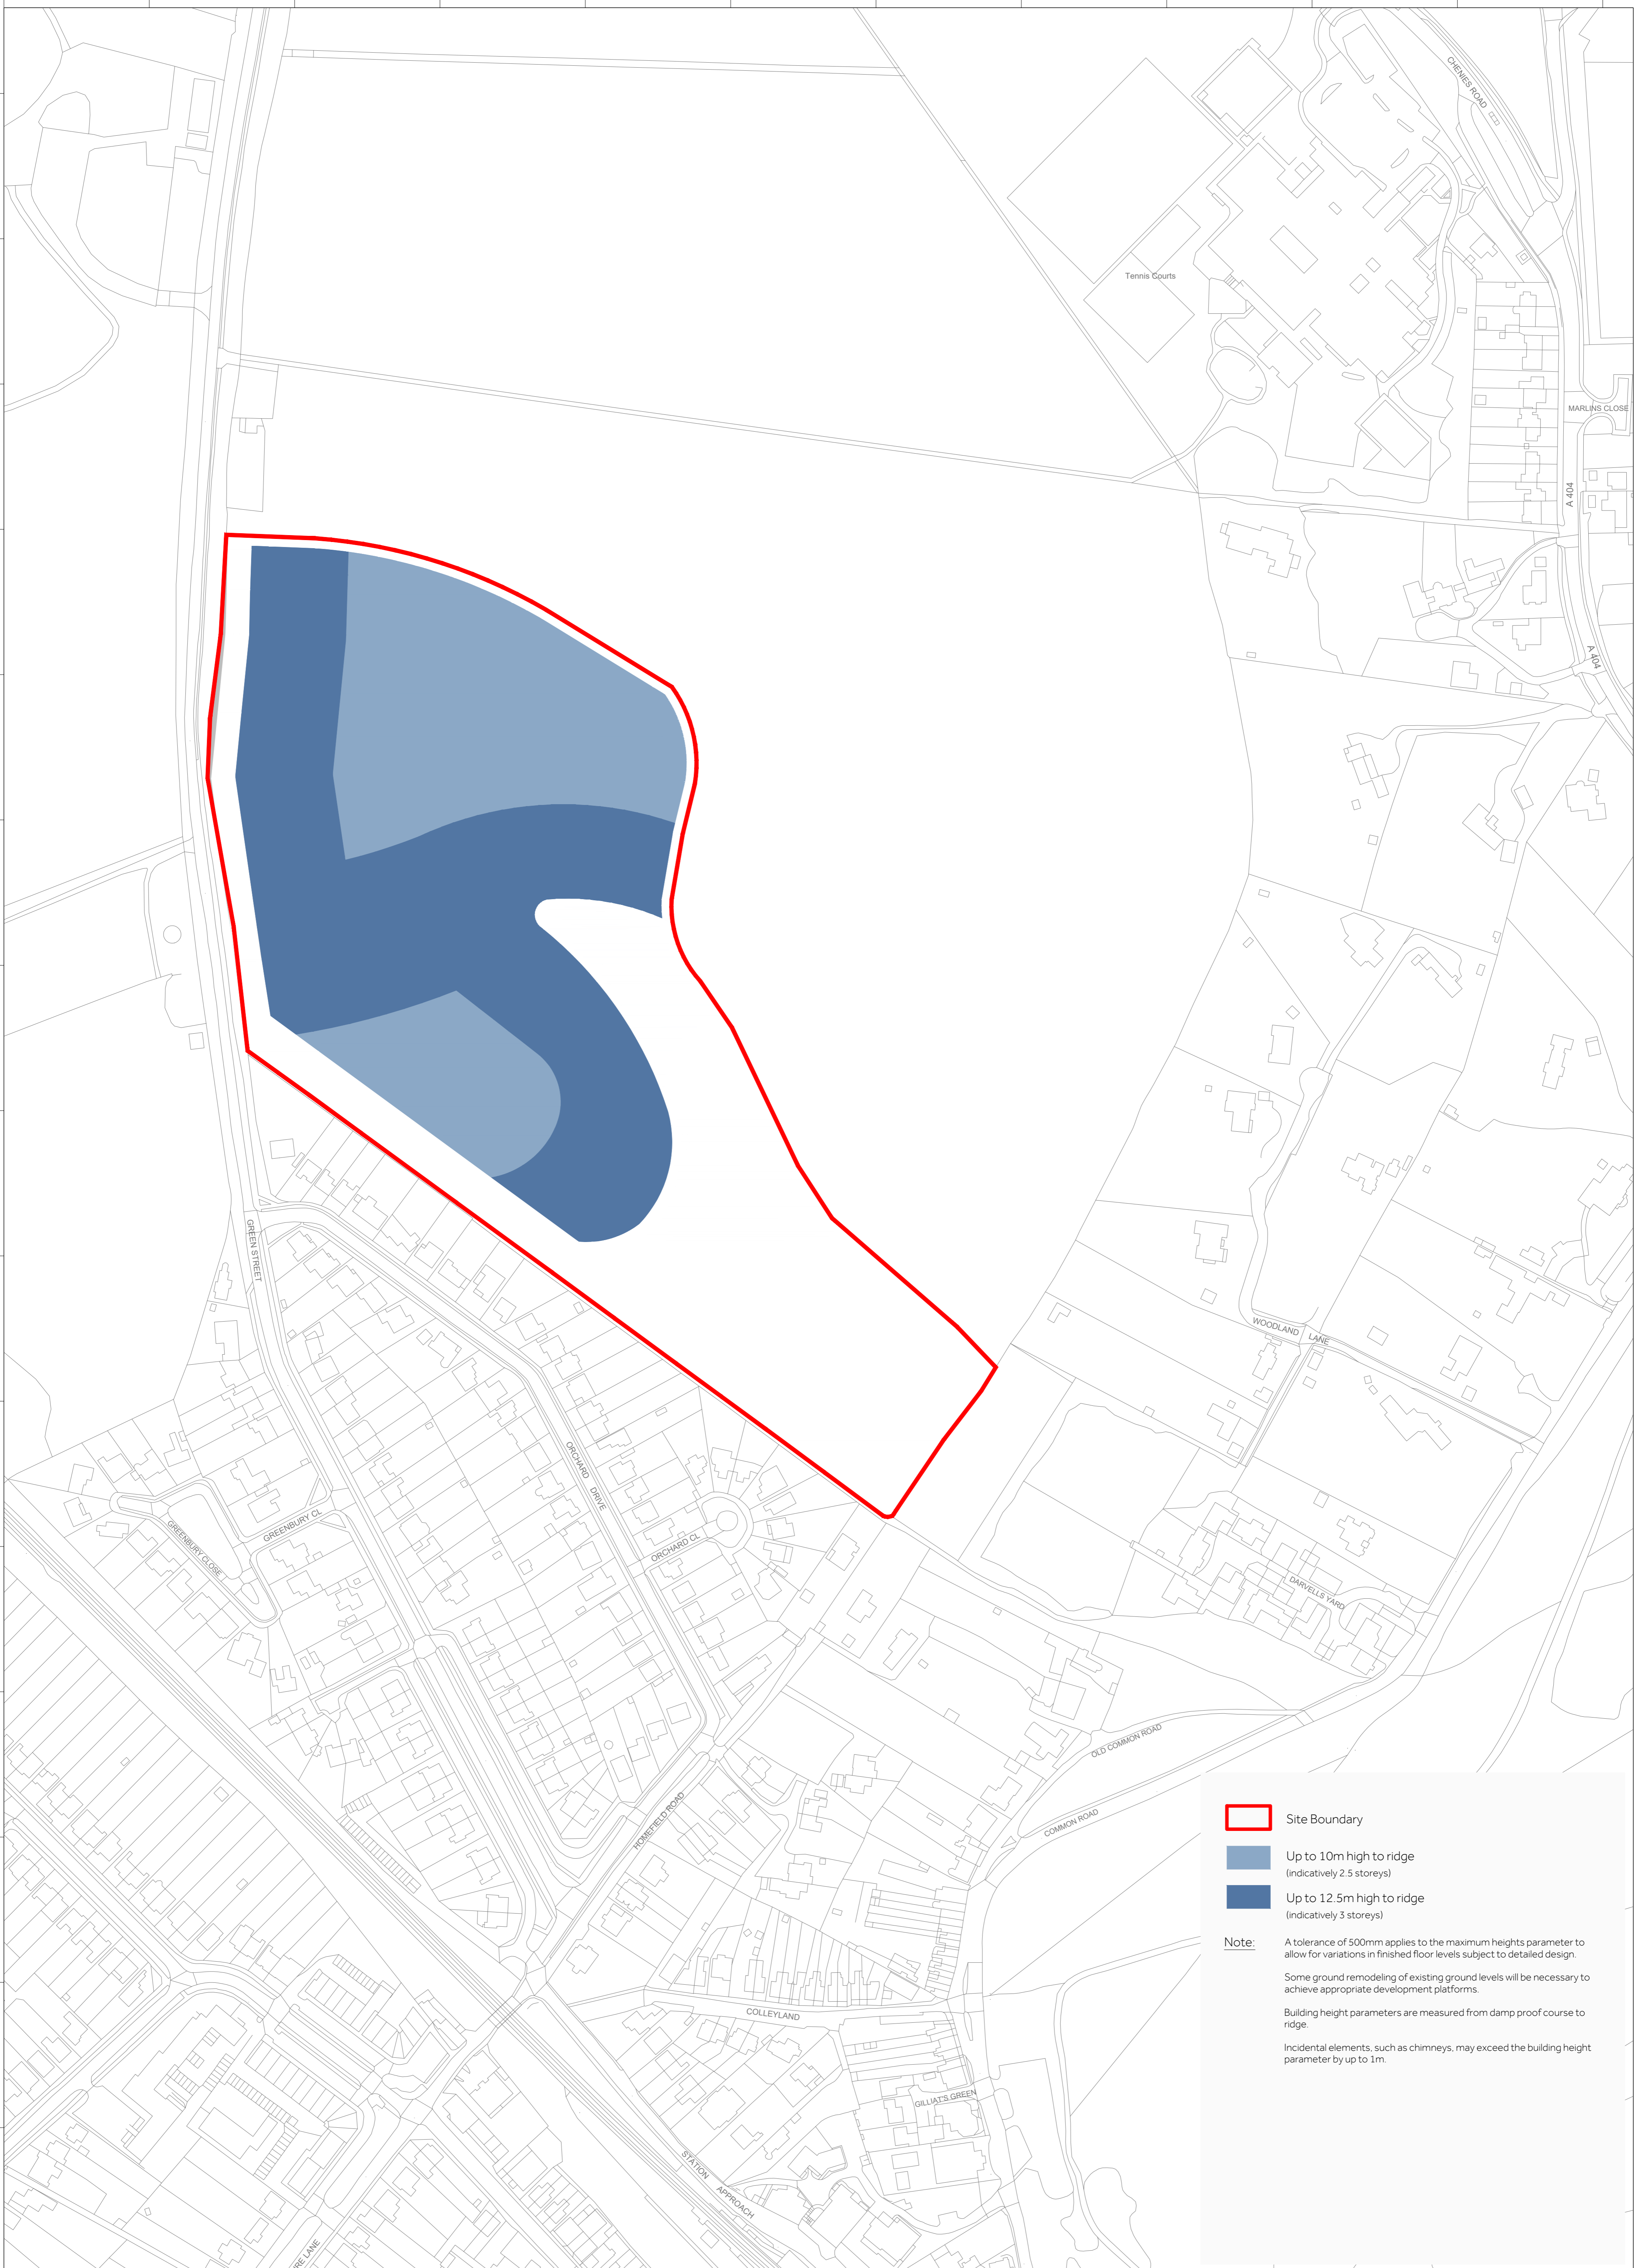 CHENIES ROAD
Tennis Courts
MARLINS CLOSE
A 404
A 404
GREEN STREET
WOODLAND LANE
ORCHARD DRIVE
GREENBURY CL
GREENBURY CLOSE
ORCHARD CL
DARVELLS YARD
OLD COMMON ROAD
COMMON ROAD
HOMEFIELD ROAD
COLLEYLAND
GILLIAT'S GREEN
STATION APPROACH
RE LANE
Site Boundary
Up to 10m high to ridge
(indicatively 2.5 storeys)
Up to 12.5m high to ridge
(indicatively 3 storeys)
Note:
A tolerance of 500mm applies to the maximum heights parameter to
allow for variations in finished floor levels subject to detailed design.
Some ground remodeling of existing ground levels will be necessary to
achieve appropriate development platforms.
Building height parameters are measured from damp proof course to
ridge.
Incidental elements, such as chimneys, may exceed the building height
parameter by up to 1m.